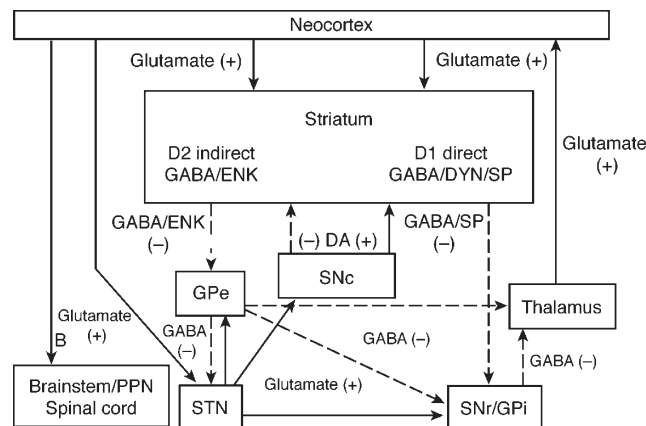 Neocortex
Glutamate (+)
Glutamate (+)
Striatum
D2 indirect
GABA/ENK
D1 direct
GABA/DYN/SP
Glutamate
(+)
GABA/ENK
(–)
(–) DA (+)
GABA/SP
(–)
SNc
GPe
Thalamus
Glutamate
(+)
B
GABA
(–)
GABA (–)
GABA (–)
Brainstem/PPN
Spinal cord
STN
Glutamate (+)
SNr/GPi